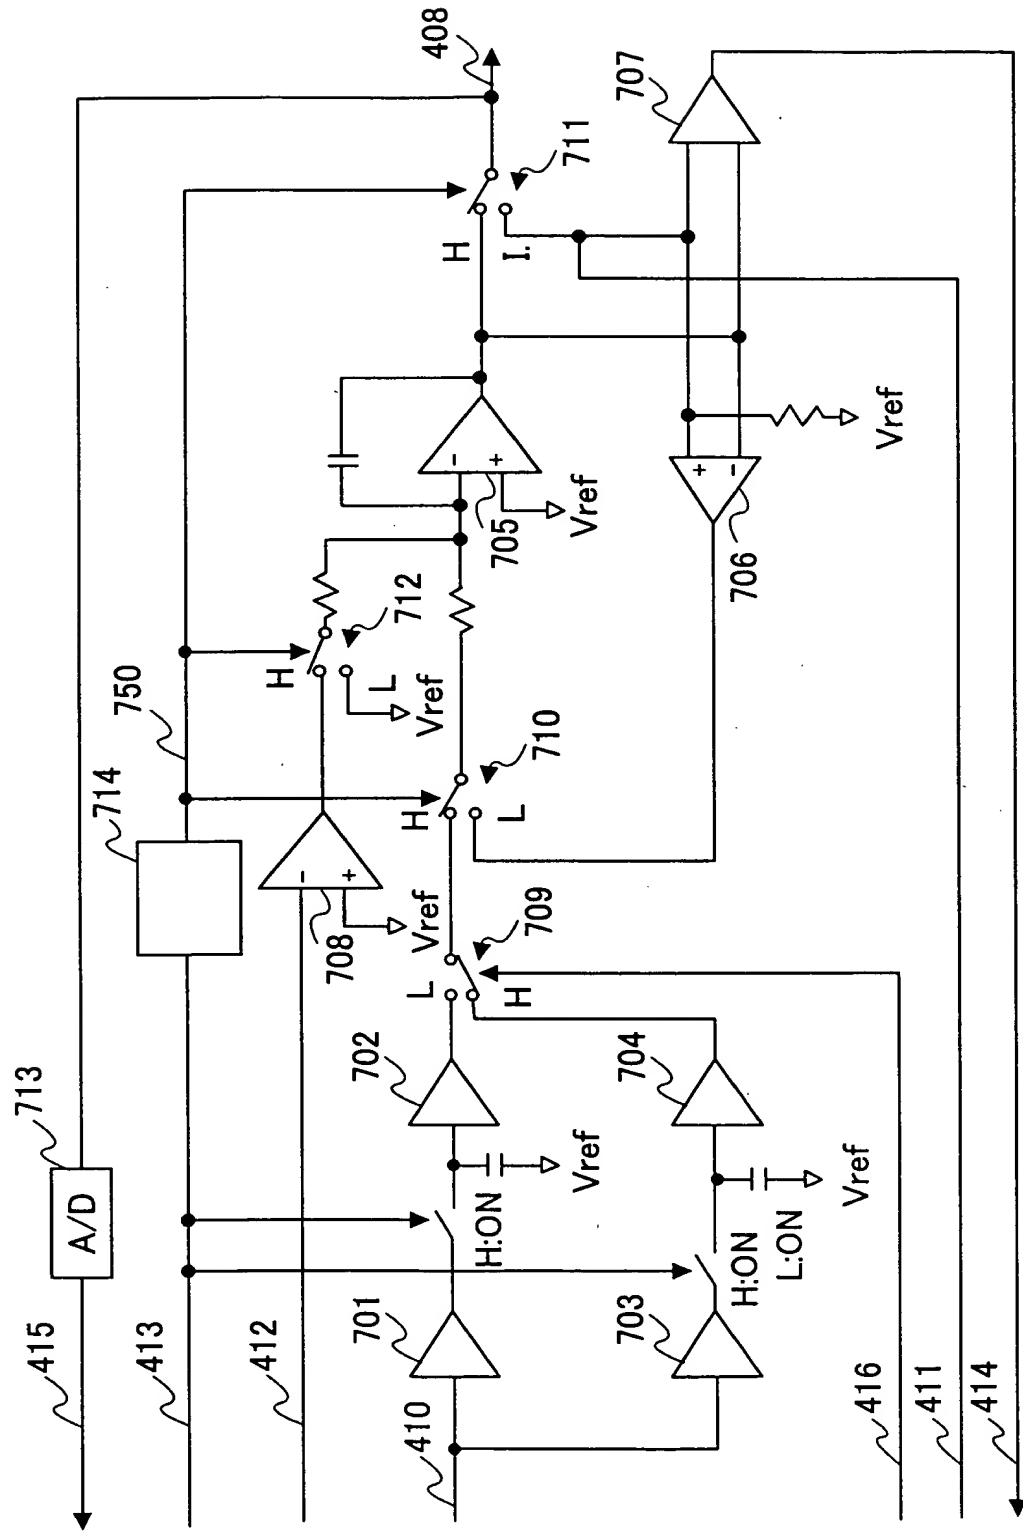 415
713
A/D
413
714
750
412
708
-
+
Vref
H
L
712
Vref
410
701
H:ON
Vref
702
L
H
709
H
L
710
-
+
705
Vref
H
I.
711
408
703
H:ON
L:ON
Vref
704
706
+
-
Vref
707
416
411
414